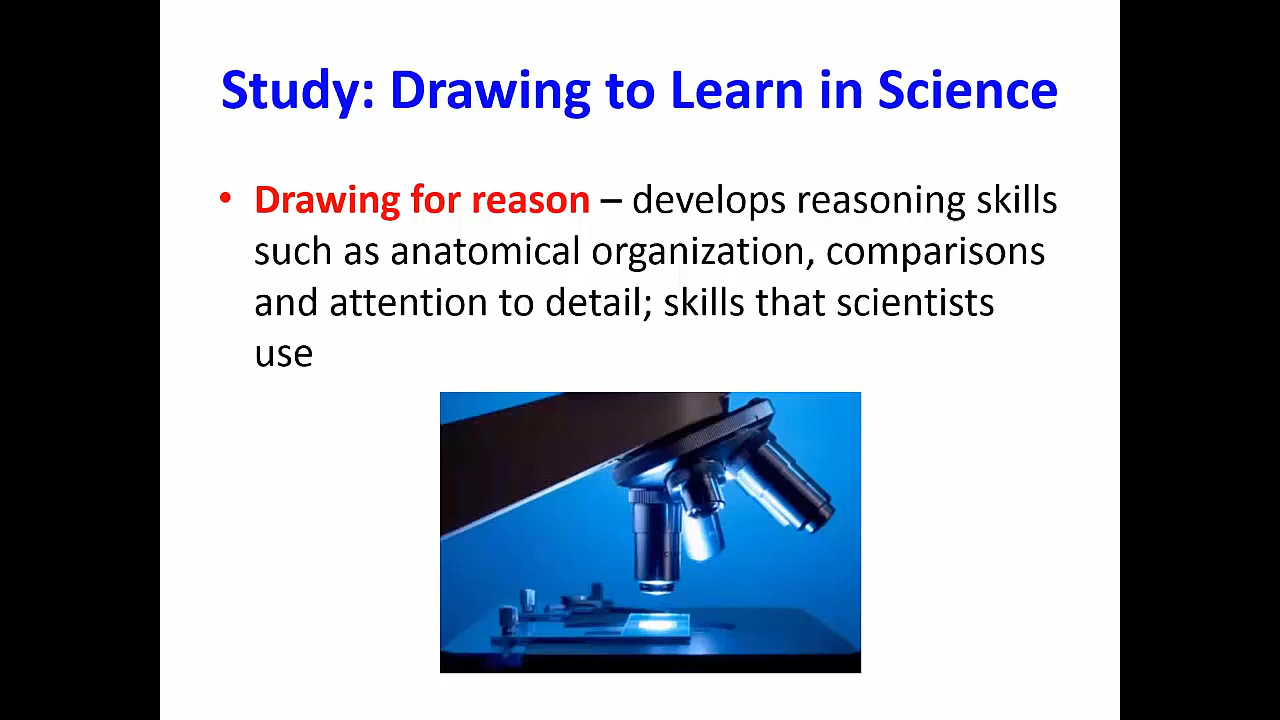 Study: Drawing to Learn in Science
• Drawing for reason – develops reasoning skills
such as anatomical organization, comparisons
and attention to detail; skills that scientists
use